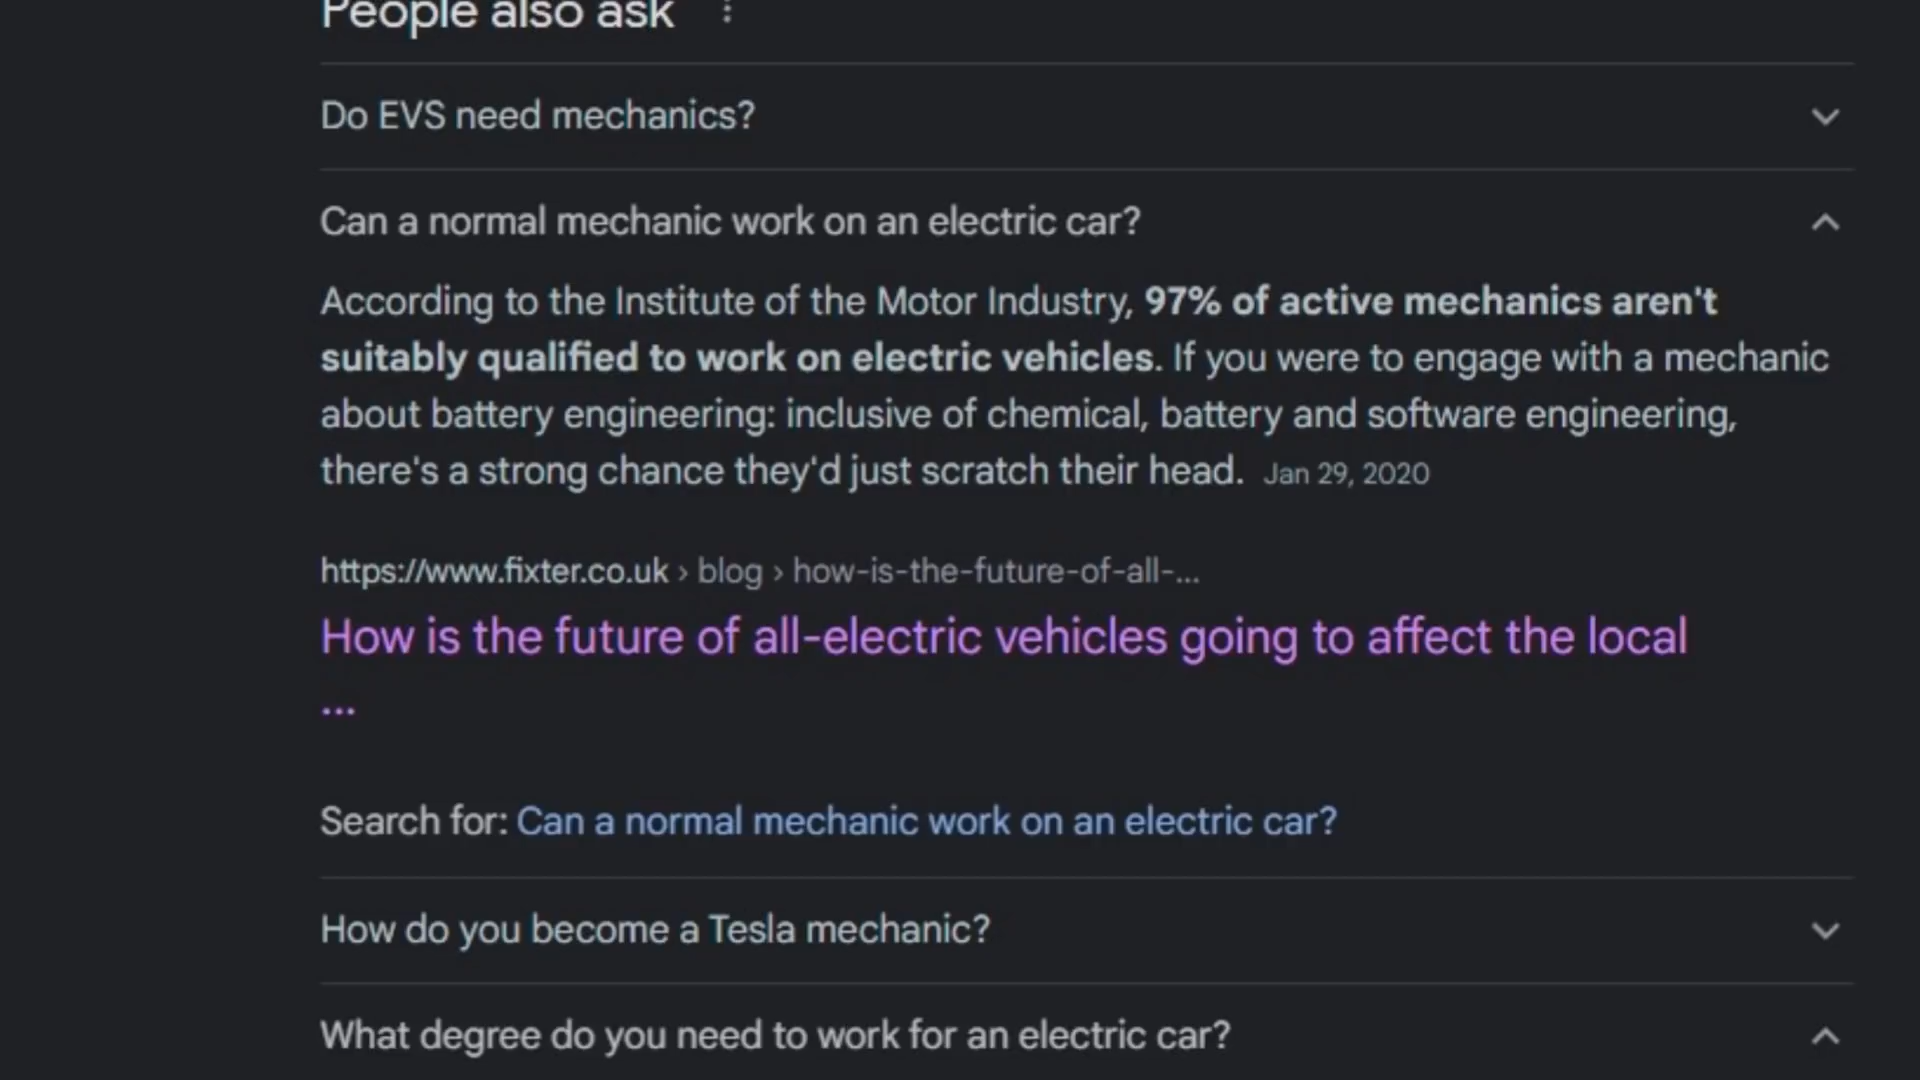 People also ask
Do EVS need mechanics?
Can a normal mechanic work on an electric car?
According to the Institute of the Motor Industry, 97% of active mechanics aren't
suitably qualified to work on electric vehicles. If you were to engage with a mechanic
about battery engineering: inclusive of chemical, battery and software engineering,
there's a strong chance they'd just scratch their head. Jan 29, 2020
https://www.fixter.co.uk › blog › how-is-the-future-of-all-...
How is the future of all-electric vehicles going to affect the local
...
Search for: Can a normal mechanic work on an electric car?
How do you become a Tesla mechanic?
What degree do you need to work for an electric car?